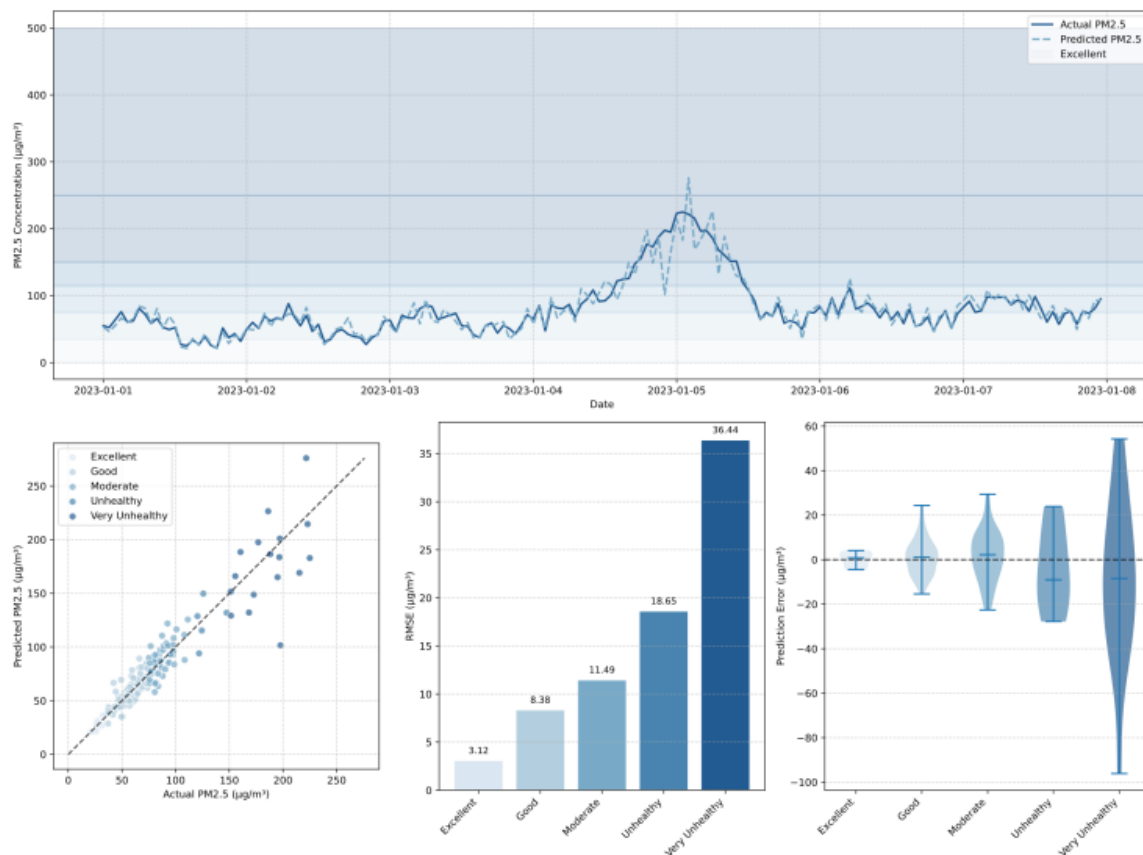 500
400
300
200
100
0
PM2.5 Concentration (µg/m³)
Actual PM2.5
Predicted PM2.5
Excellent
2023-01-01
2023-01-02
2023-01-03
2023-01-04
2023-01-05
2023-01-06
2023-01-07
2023-01-08
Date
Excellent
Good
Moderate
Unhealthy
Very Unhealthy
250
200
150
100
50
0
Predicted PM2.5 (µg/m³)
0
50
100
150
200
250
Actual PM2.5 (µg/m³)
35
30
25
20
15
10
5
0
RMSE (µg/m³)
3.12
8.38
11.49
18.65
36.44
Excellent
Good
Moderate
Unhealthy
Very Unhealthy
60
40
20
0
−20
−40
−60
−80
−100
Prediction Error (µg/m³)
Excellent
Good
Moderate
Unhealthy
Very Unhealthy